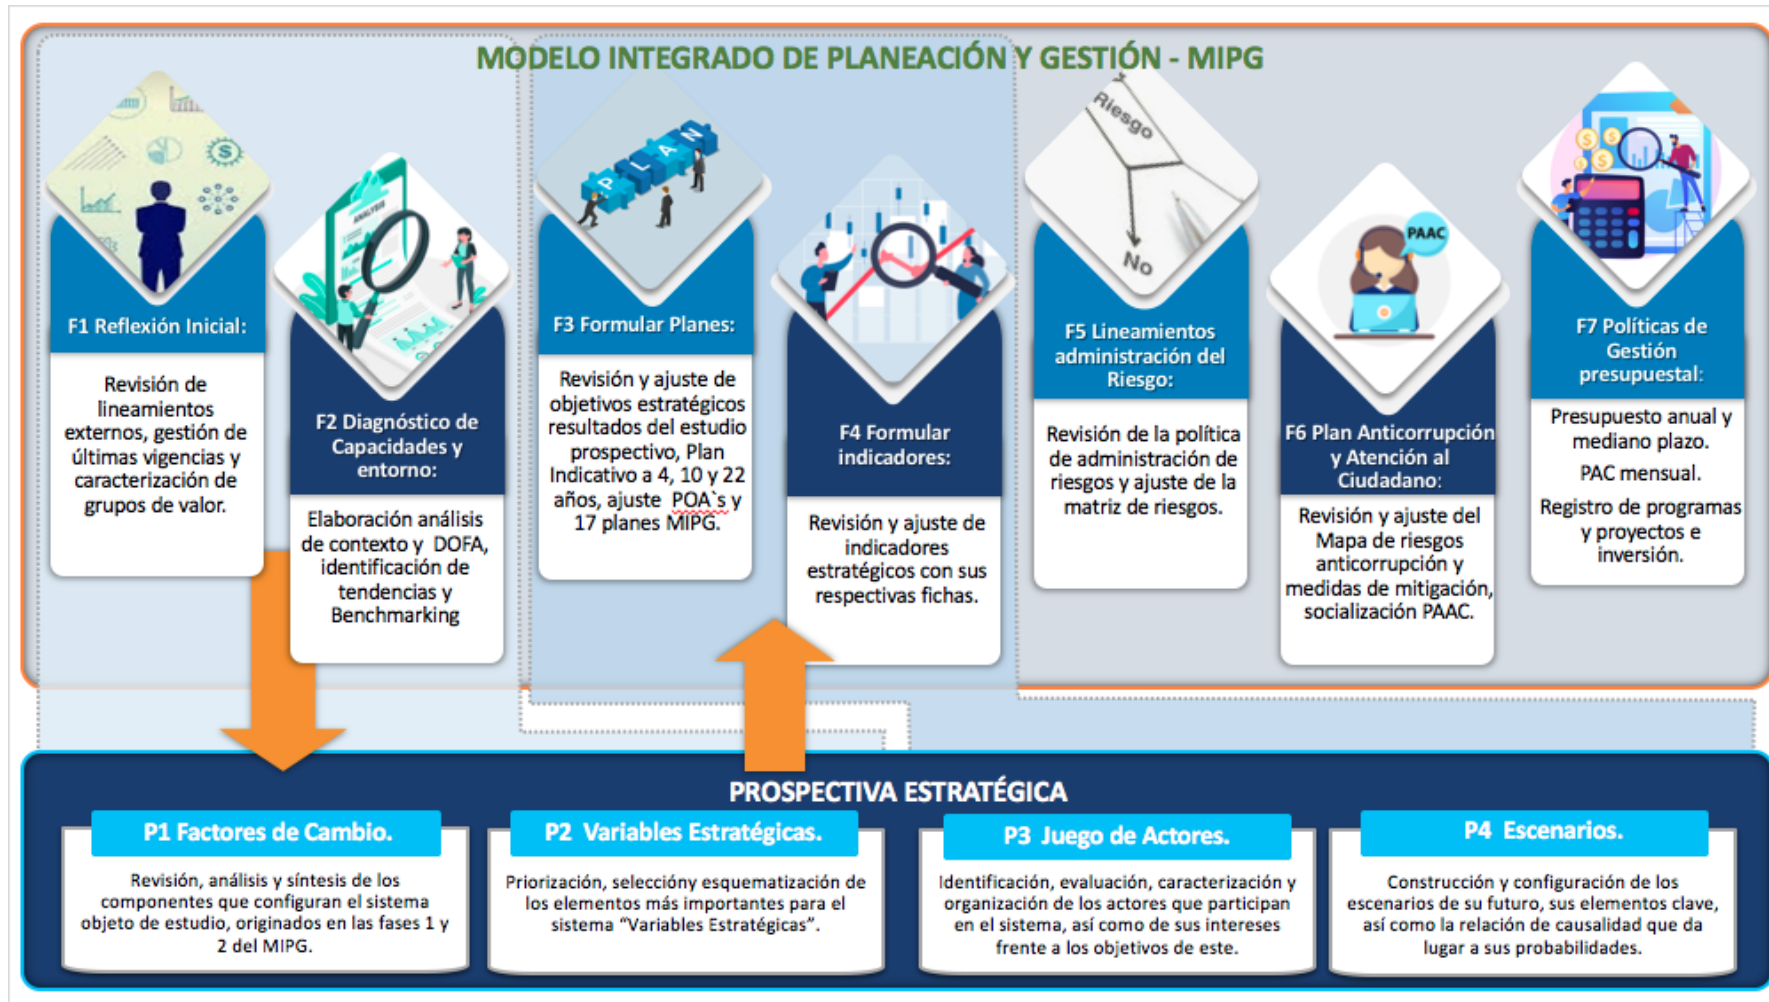 MODELO INTEGRADO DE PLANEACIÓN Y GESTIÓN - MIPG
F1 Reflexión Inicial:
Revisión de
lineamientos
externos, gestión de
últimas vigencias y
caracterización de
grupos de valor.
ANALYSIS
F2 Diagnóstico de
Capacidades y
entorno:
Elaboración análisis
de contexto y DOFA,
identificación de
tendencias y
Benchmarking
PLAN
F3 Formular Planes:
Revisión y ajuste de
objetivos estratégicos
resultados del estudio
prospectivo, Plan
Indicativo a 4, 10 y 22
años, ajuste POA`s y
17 planes MIPG.
F4 Formular
indicadores:
Revisión y ajuste de
indicadores
estratégicos con sus
respectivas fichas.
Riesgo
No
F5 Lineamientos
administración del
Riesgo:
Revisión de la política
de administración de
riesgos y ajuste de la
matriz de riesgos.
PAAC
F6 Plan Anticorrupción
y Atención al
Ciudadano:
Revisión y ajuste del
Mapa de riesgos
anticorrupción y
medidas de mitigación,
socialización PAAC.
F7 Políticas de
Gestión
presupuestal:
Presupuesto anual y
mediano plazo.
PAC mensual.
Registro de programas
y proyectos e
inversión.
PROSPECTIVA ESTRATÉGICA
P1 Factores de Cambio.
Revisión, análisis y síntesis de los
componentes que configuran el sistema
objeto de estudio, originados en las fases 1 y
2 del MIPG.
P2 Variables Estratégicas.
Priorización, seleccióny esquematización de
los elementos más importantes para el
sistema “Variables Estratégicas”.
P3 Juego de Actores.
Identificación, evaluación, caracterización y
organización de los actores que participan
en el sistema, así como de sus intereses
frente a los objetivos de este.
P4 Escenarios.
Construcción y configuración de los
escenarios de su futuro, sus elementos clave,
así como la relación de causalidad que da
lugar a sus probabilidades.